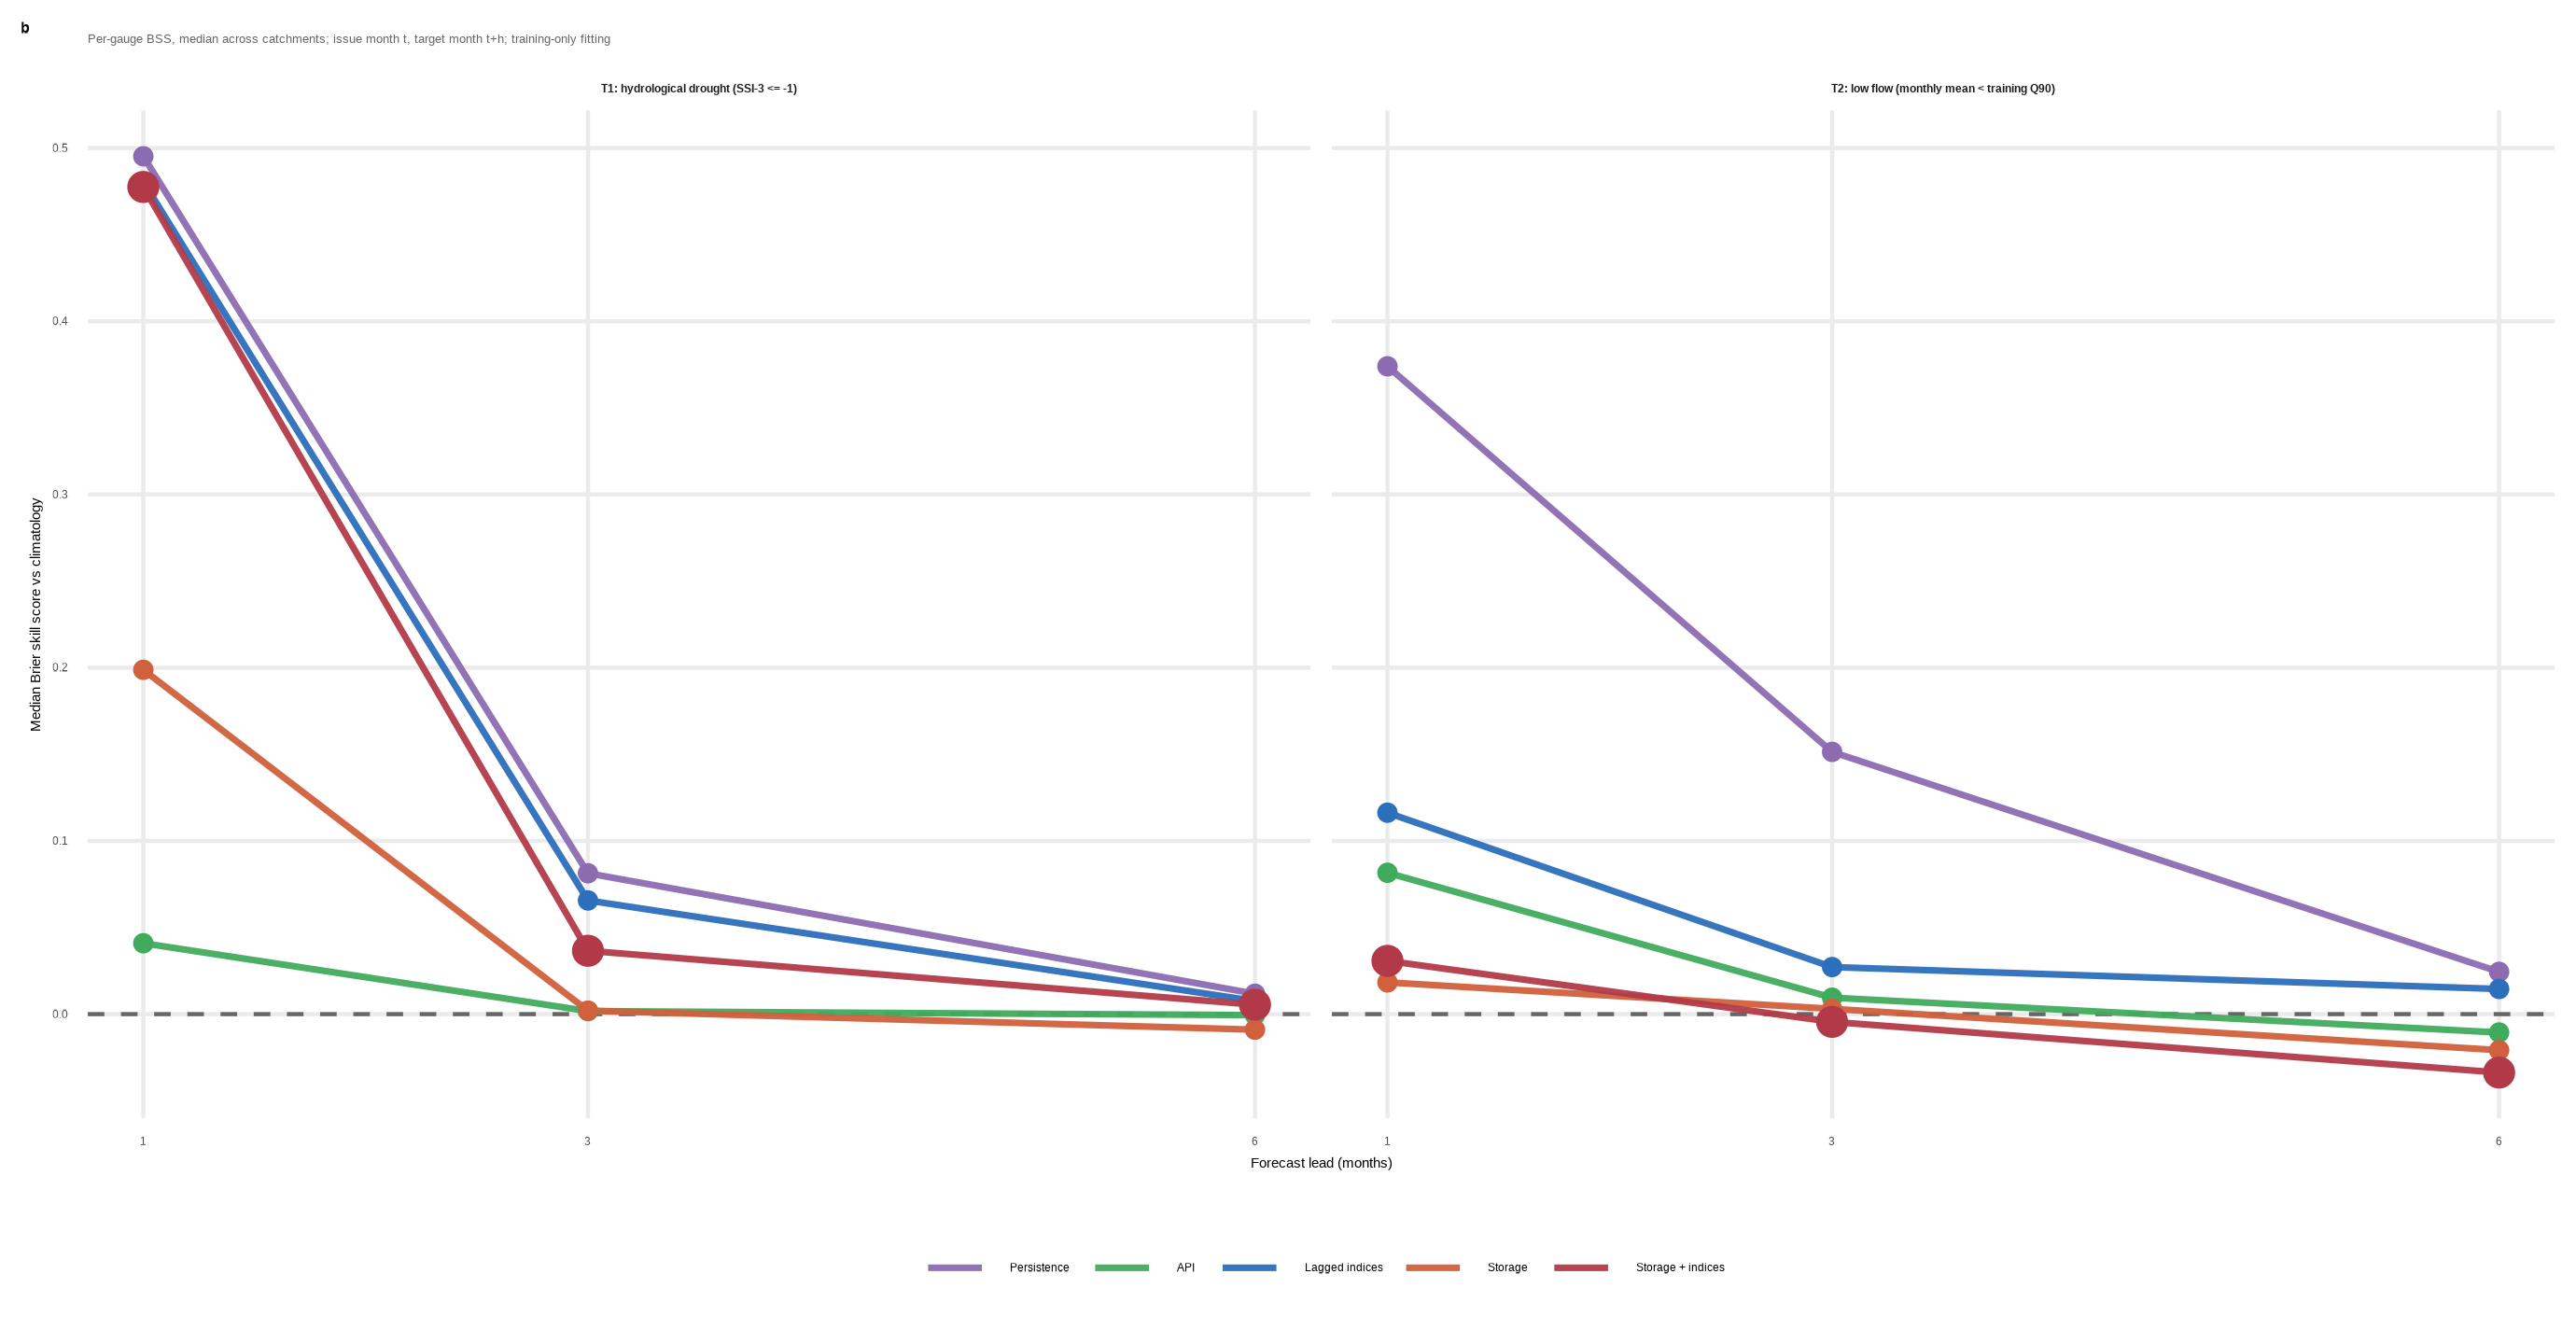 b
Per-gauge BSS, median across catchments; issue month t, target month t+h; training-only fitting
T1: hydrological drought (SSI-3 <= -1)
T2: low flow (monthly mean < training Q90)
Median Brier skill score vs climatology
0.5
0.4
0.3
0.2
0.1
0.0
1 3 6 1 3 6
Forecast lead (months)
Persistence API Lagged indices Storage Storage + indices